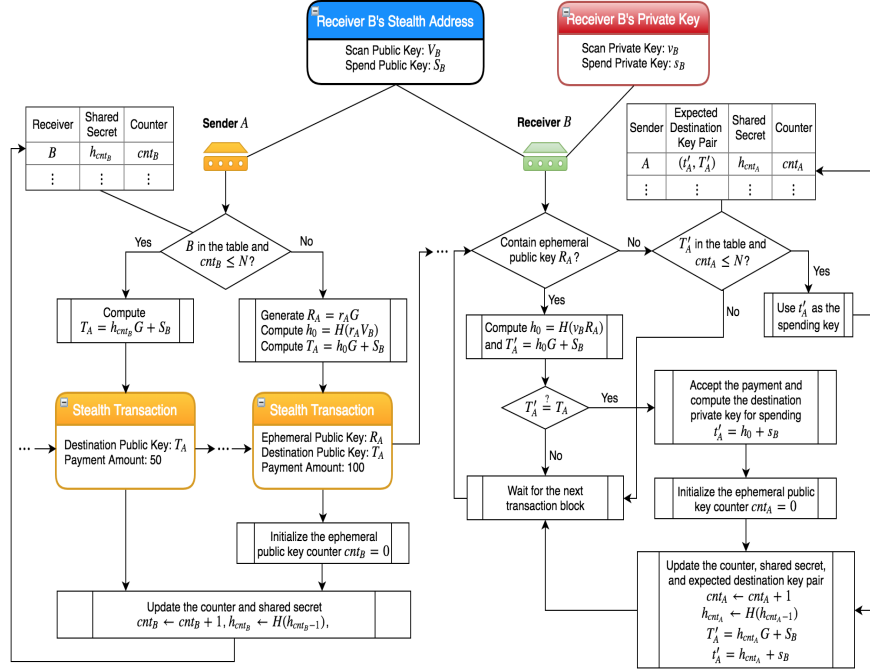 Receiver B's Stealth Address
Scan Public Key: V_B
Spend Public Key: S_B
Receiver B's Private Key
Scan Private Key: v_B
Spend Private Key: s_B
Receiver
Shared
Secret
Counter
B
h_{cnt_B}
cnt_B
⋮ ⋮ ⋮
Sender A
Receiver B
Sender
Expected
Destination
Key Pair
Shared
Secret
Counter
A
(t'_A, T'_A)
h_{cnt_A}
cnt_A
⋮ ⋮ ⋮ ⋮
B in the table and
cnt_B ≤ N?
Yes
No
Compute
T_A = h_{cnt_B}G + S_B
Generate R_A = r_AG
Compute h_0 = H(r_AV_B)
Compute T_A = h_0G + S_B
Stealth Transaction
Destination Public Key: T_A
Payment Amount: 50
Stealth Transaction
Ephemeral Public Key: R_A
Destination Public Key: T_A
Payment Amount: 100
...
...
...
Initialize the ephemeral
public key counter cnt_B = 0
Update the counter and shared secret
cnt_B ← cnt_B + 1, h_{cnt_B} ← H(h_{cnt_B−1}),
Contain ephemeral
public key R_A?
No
Yes
T'_A in the table and
cnt_A ≤ N?
Yes
No
Use t'_A as the
spending key
Compute h_0 = H(v_BR_A)
and T'_A = h_0G + S_B
T'_A ≟ T_A
Yes
No
Accept the payment and
compute the destination
private key for spending
t'_A = h_0 + s_B
Wait for the next
transaction block
Initialize the ephemeral public
key counter cnt_A = 0
Update the counter, shared secret,
and expected destination key pair
cnt_A ← cnt_A + 1
h_{cnt_A} ← H(h_{cnt_A−1})
T'_A = h_{cnt_A}G + S_B
t'_A = h_{cnt_A} + s_B